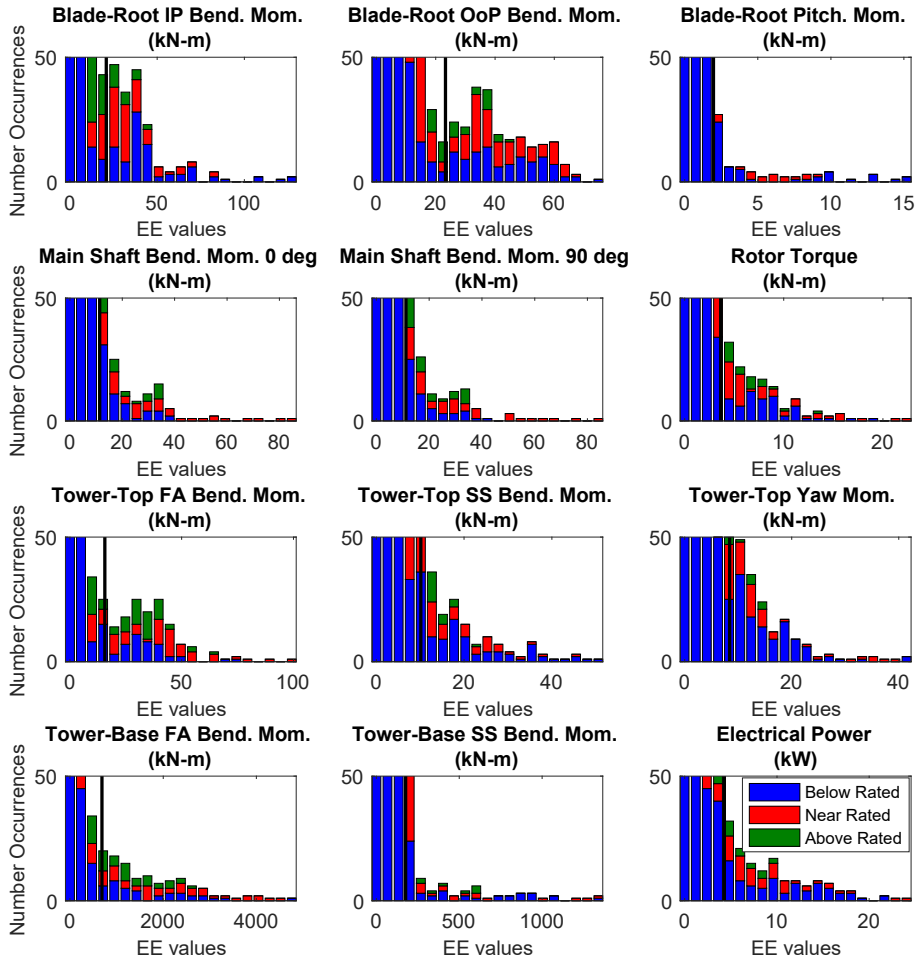 Blade-Root IP Bend. Mom.
(kN-m)
Number Occurrences
50
0
0
50
100
EE values
Blade-Root OoP Bend. Mom.
(kN-m)
50
0
0
20
40
60
EE values
Blade-Root Pitch. Mom.
(kN-m)
50
0
0
5
10
15
EE values
Main Shaft Bend. Mom. 0 deg
(kN-m)
Number Occurrences
50
0
0
20
40
60
80
EE values
Main Shaft Bend. Mom. 90 deg
(kN-m)
50
0
0
20
40
60
80
EE values
Rotor Torque
(kN-m)
50
0
0
10
20
EE values
Tower-Top FA Bend. Mom.
(kN-m)
Number Occurrences
50
0
0
50
100
EE values
Tower-Top SS Bend. Mom.
(kN-m)
50
0
0
20
40
EE values
Tower-Top Yaw Mom.
(kN-m)
50
0
0
20
40
EE values
Tower-Base FA Bend. Mom.
(kN-m)
Number Occurrences
50
0
0
2000
4000
EE values
Tower-Base SS Bend. Mom.
(kN-m)
50
0
0
500
1000
EE values
Electrical Power
(kW)
50
0
Below Rated
Near Rated
Above Rated
0
10
20
EE values